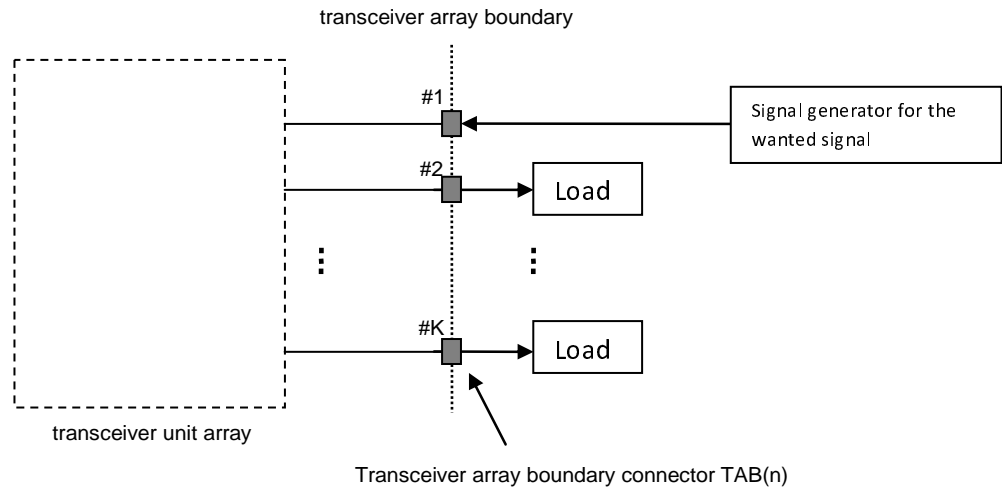 transceiver array boundary
#1
Signal generator for the
wanted signal
#2
Load
#K
Load
transceiver unit array
Transceiver array boundary connector TAB(n)